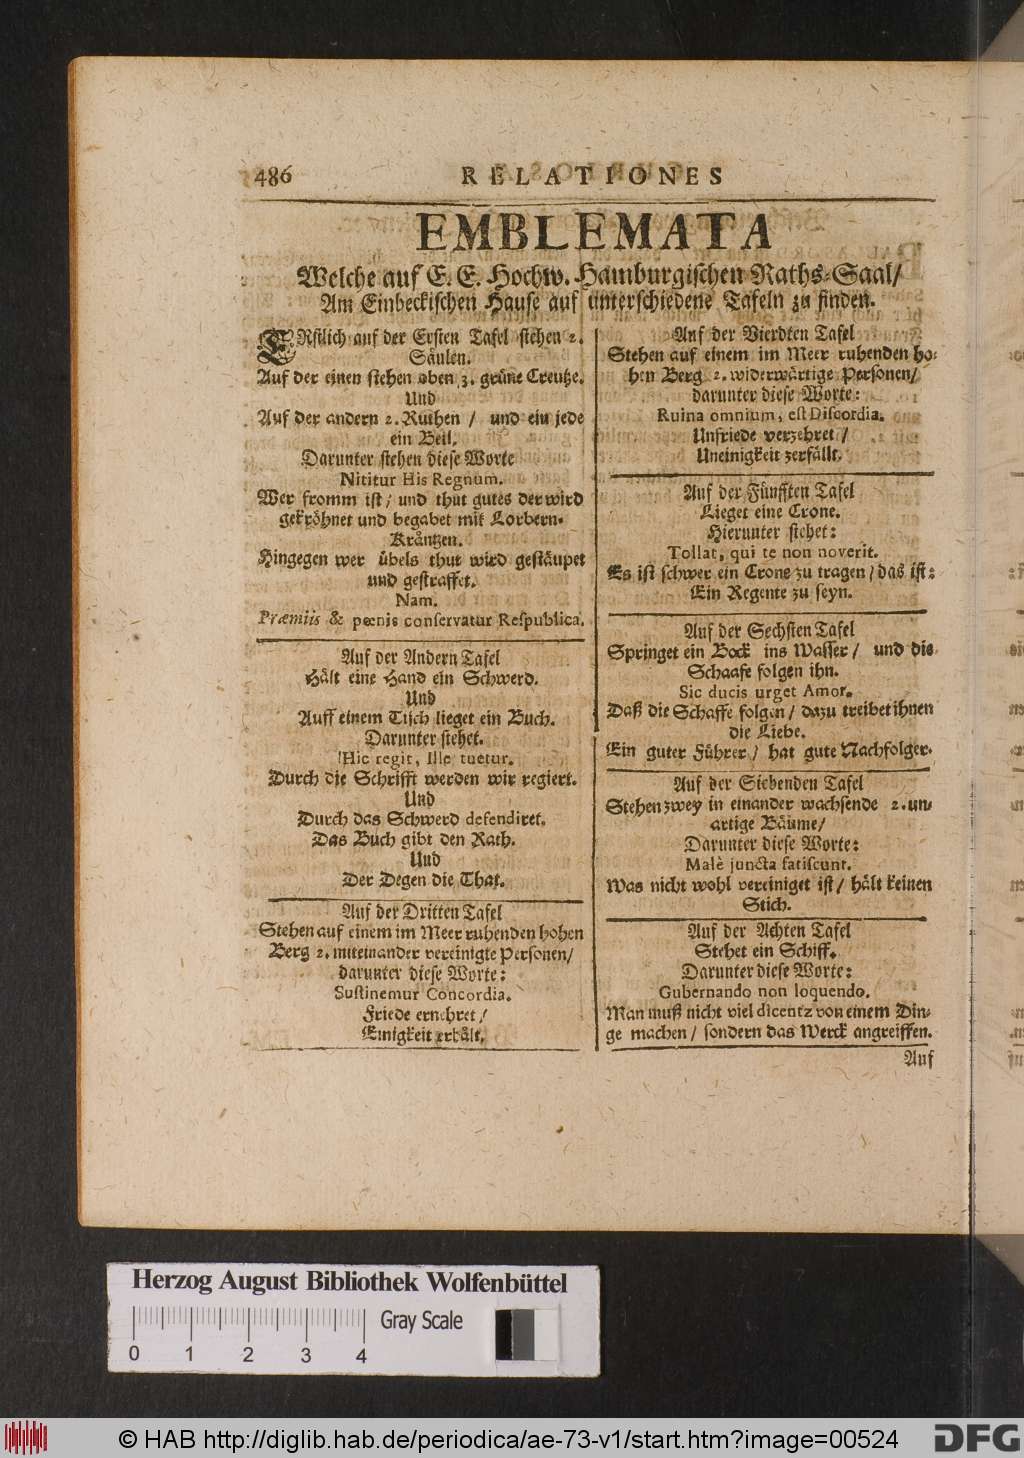 486 RELATIONES
EMBLEMATA
Welche auf E. E. Hochw. Hamburgischen Raths-Saal/
Am Einbeckischen Hause auf unterschiedene Tafeln zu finden.
ERstlich auf der Ersten Tafel stehen 2.
Säulen.
Auf der einen stehen oben 3. grüne Creutze.
Und
Auf der andern 2. Ruthen / und ein jede
ein Beil.
Darunter stehen diese Worte
Nititur His Regnum.
Wer fromm ist / und thut gutes der wird
gekröhnet und begabet mit Lorbern-
Kräntzen.
Hingegen wer übels thut wird gestäupet
und gestraffet.
Nam.
Præmiis & pœnis conservatur Respublica.
Auf der Andern Tafel
Hält eine Hand ein Schwerd.
Und
Auff einem Tisch lieget ein Buch.
Darunter stehet.
Hic regit, Ille tuetur.
Durch die Schrifft werden wir regiert.
Und
Durch das Schwerd defendiret.
Das Buch gibt den Rath.
Und
Der Degen die That.
Auf der Dritten Tafel
Stehen auf einem im Meer ruhenden hohen
Berg 2. miteinander vereinigte Personen/
darunter diese Worte:
Sustinemur Concordia.
Friede ernehret /
Einigkeit erhält.
Auf der Vierdten Tafel
Stehen auf einem im Meer ruhenden ho-
hen Berg 2. widerwärtige Personen/
darunter diese Worte:
Ruina omnium, est Discordia.
Unfriede verzehret /
Uneinigkeit zerfällt.
Auf der Fünfften Tafel
Lieget eine Crone.
Hierunter stehet:
Tollat, qui te non noverit.
Es ist schwer ein Crone zu tragen / das ist:
Ein Regente zu seyn.
Auf der Sechsten Tafel
Springet ein Bock ins Wasser / und die
Schaafe folgen ihn.
Sic ducis urget Amor.
Daß die Schaffe folgen / dazu treibet ihnen
die Liebe.
Ein guter Führer / hat gute Nachfolger.
Auf der Siebenden Tafel
Stehen zwey in einander wachsende 2. un-
artige Bäume/
Darunter diese Worte:
Malè juncta fatiscunt.
Was nicht wohl vereiniget ist / hält keinen
Stich.
Auf der Achten Tafel
Stehet ein Schiff.
Darunter diese Worte:
Gubernando non loquendo.
Man muß nicht viel dicentz von einem Din-
ge machen / sondern das Werck angreiffen.
Auf
Herzog August Bibliothek Wolfenbüttel
Gray Scale
0 1 2 3 4
© HAB http://diglib.hab.de/periodica/ae-73-v1/start.htm?image=00524
DFG